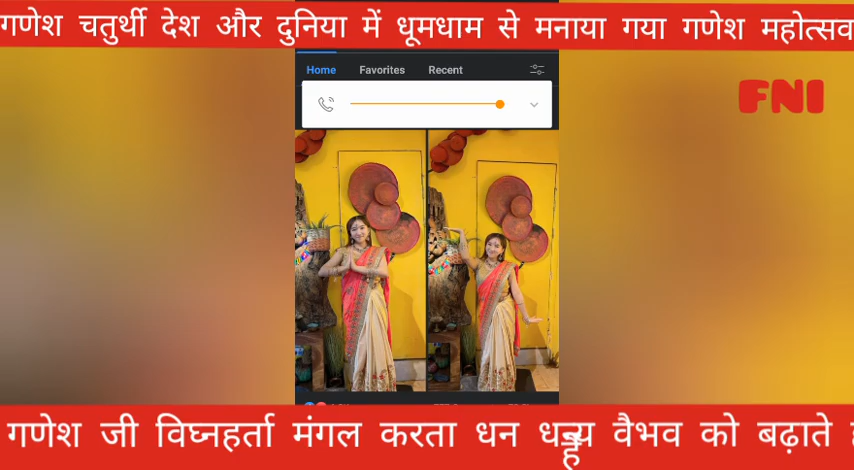 गणेश चतुर्थी देश और दुनिया में धूमधाम से मनाया गया गणेश महोत्सव
Home Favorites Recent
FNI
गणेश जी विघ्नहर्ता मंगल करता धन धन्य वैभव को बढ़ाते
हैं